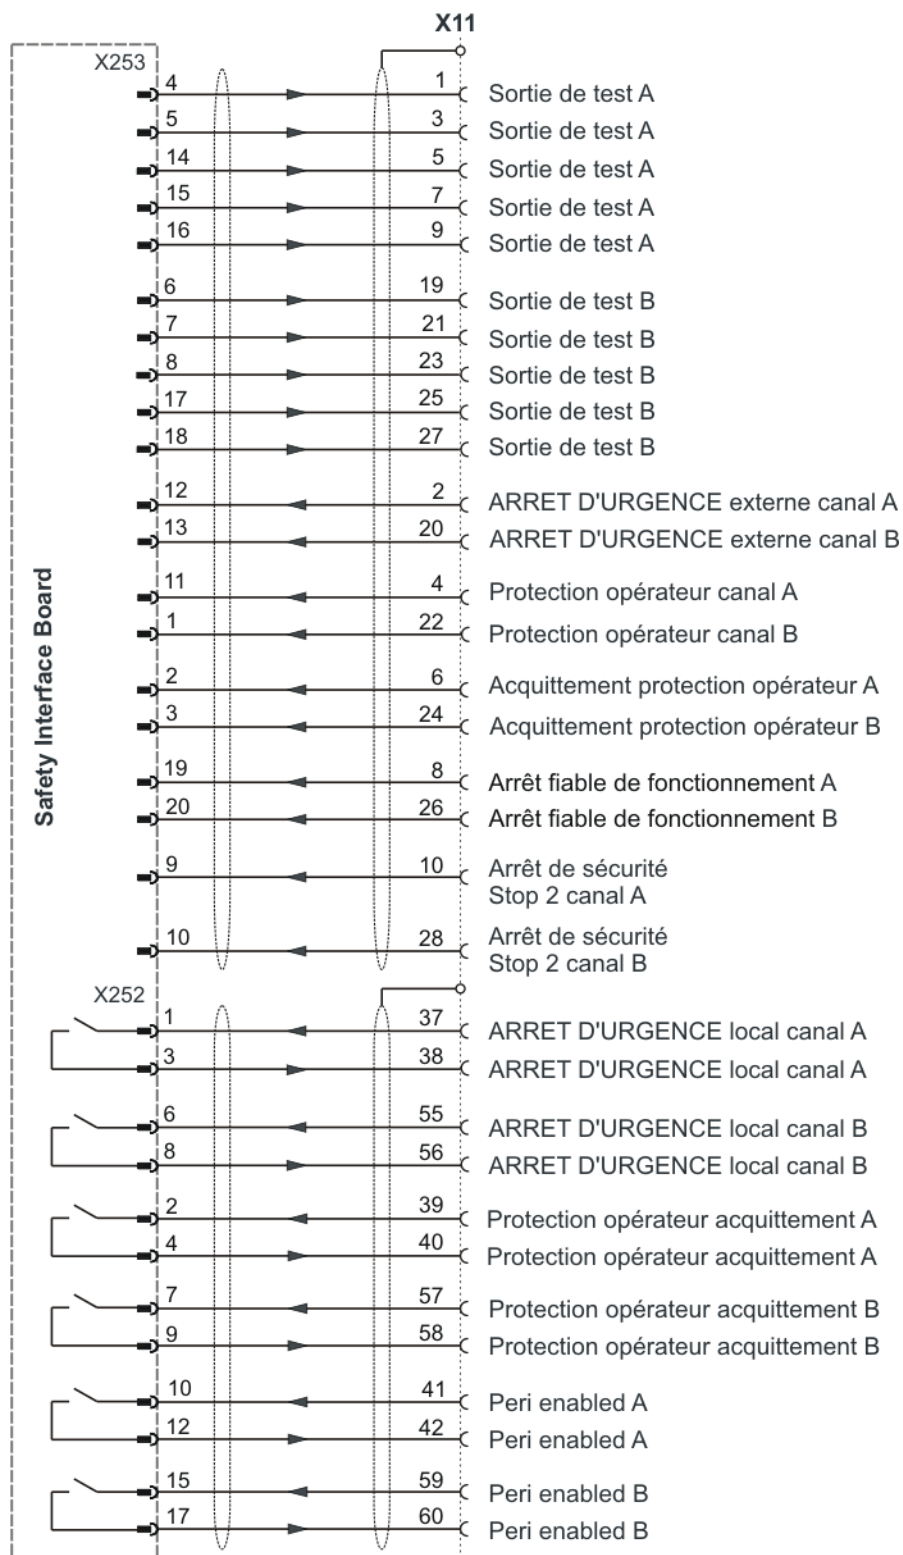 X11
X253
4 1 Sortie de test A
5 3 Sortie de test A
14 5 Sortie de test A
15 7 Sortie de test A
16 9 Sortie de test A
6 19 Sortie de test B
7 21 Sortie de test B
8 23 Sortie de test B
17 25 Sortie de test B
18 27 Sortie de test B
12 2 ARRET D'URGENCE externe canal A
13 20 ARRET D'URGENCE externe canal B
11 4 Protection opérateur canal A
1 22 Protection opérateur canal B
2 6 Acquittement protection opérateur A
3 24 Acquittement protection opérateur B
19 8 Arrêt fiable de fonctionnement A
20 26 Arrêt fiable de fonctionnement B
9 10 Arrêt de sécurité
Stop 2 canal A
10 28 Arrêt de sécurité
Stop 2 canal B
Safety Interface Board
X252
1 37 ARRET D'URGENCE local canal A
3 38 ARRET D'URGENCE local canal A
6 55 ARRET D'URGENCE local canal B
8 56 ARRET D'URGENCE local canal B
2 39 Protection opérateur acquittement A
4 40 Protection opérateur acquittement A
7 57 Protection opérateur acquittement B
9 58 Protection opérateur acquittement B
10 41 Peri enabled A
12 42 Peri enabled A
15 59 Peri enabled B
17 60 Peri enabled B